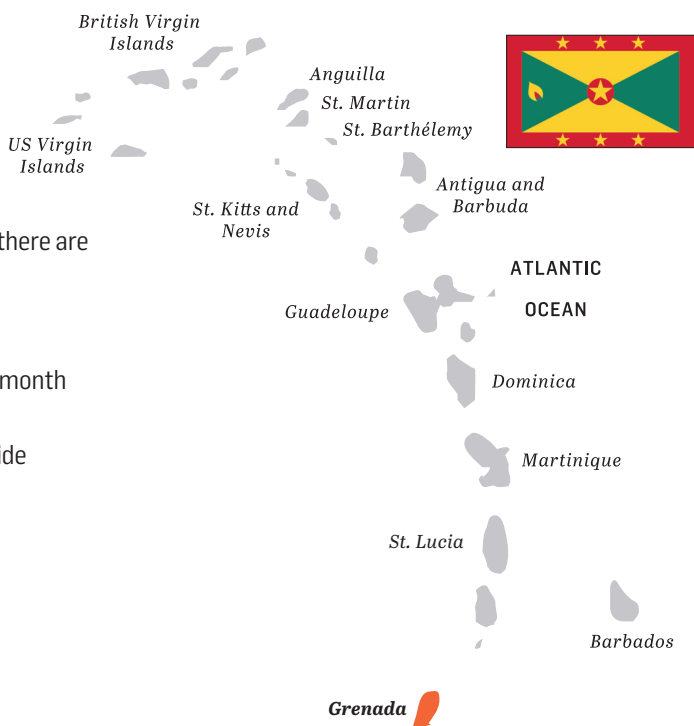 British Virgin
Islands
Anguilla
St. Martin
St. Barthélemy
US Virgin
Islands
Antigua and
Barbuda
St. Kitts and
Nevis
there are
ATLANTIC
OCEAN
Guadeloupe
month
Dominica
ide
Martinique
St. Lucia
Barbados
Grenada